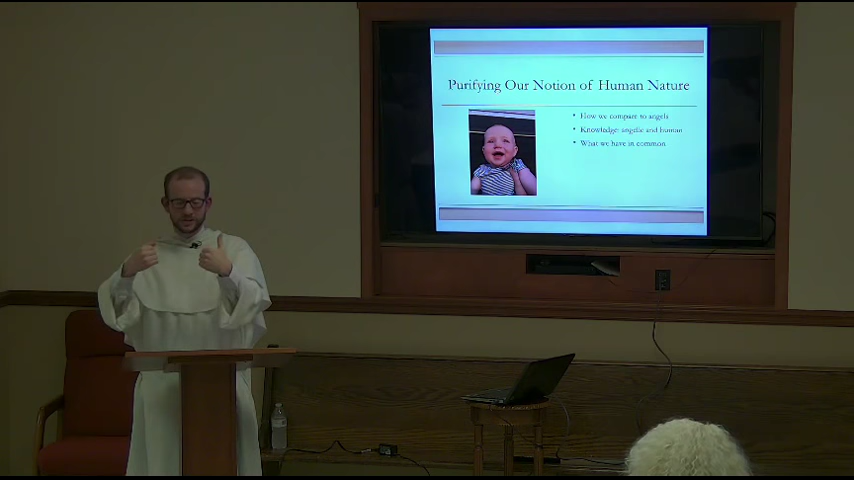 Purifying Our Notion of Human Nature
• How we compare to angels
• Knowledge: angelic and human
• What we have in common